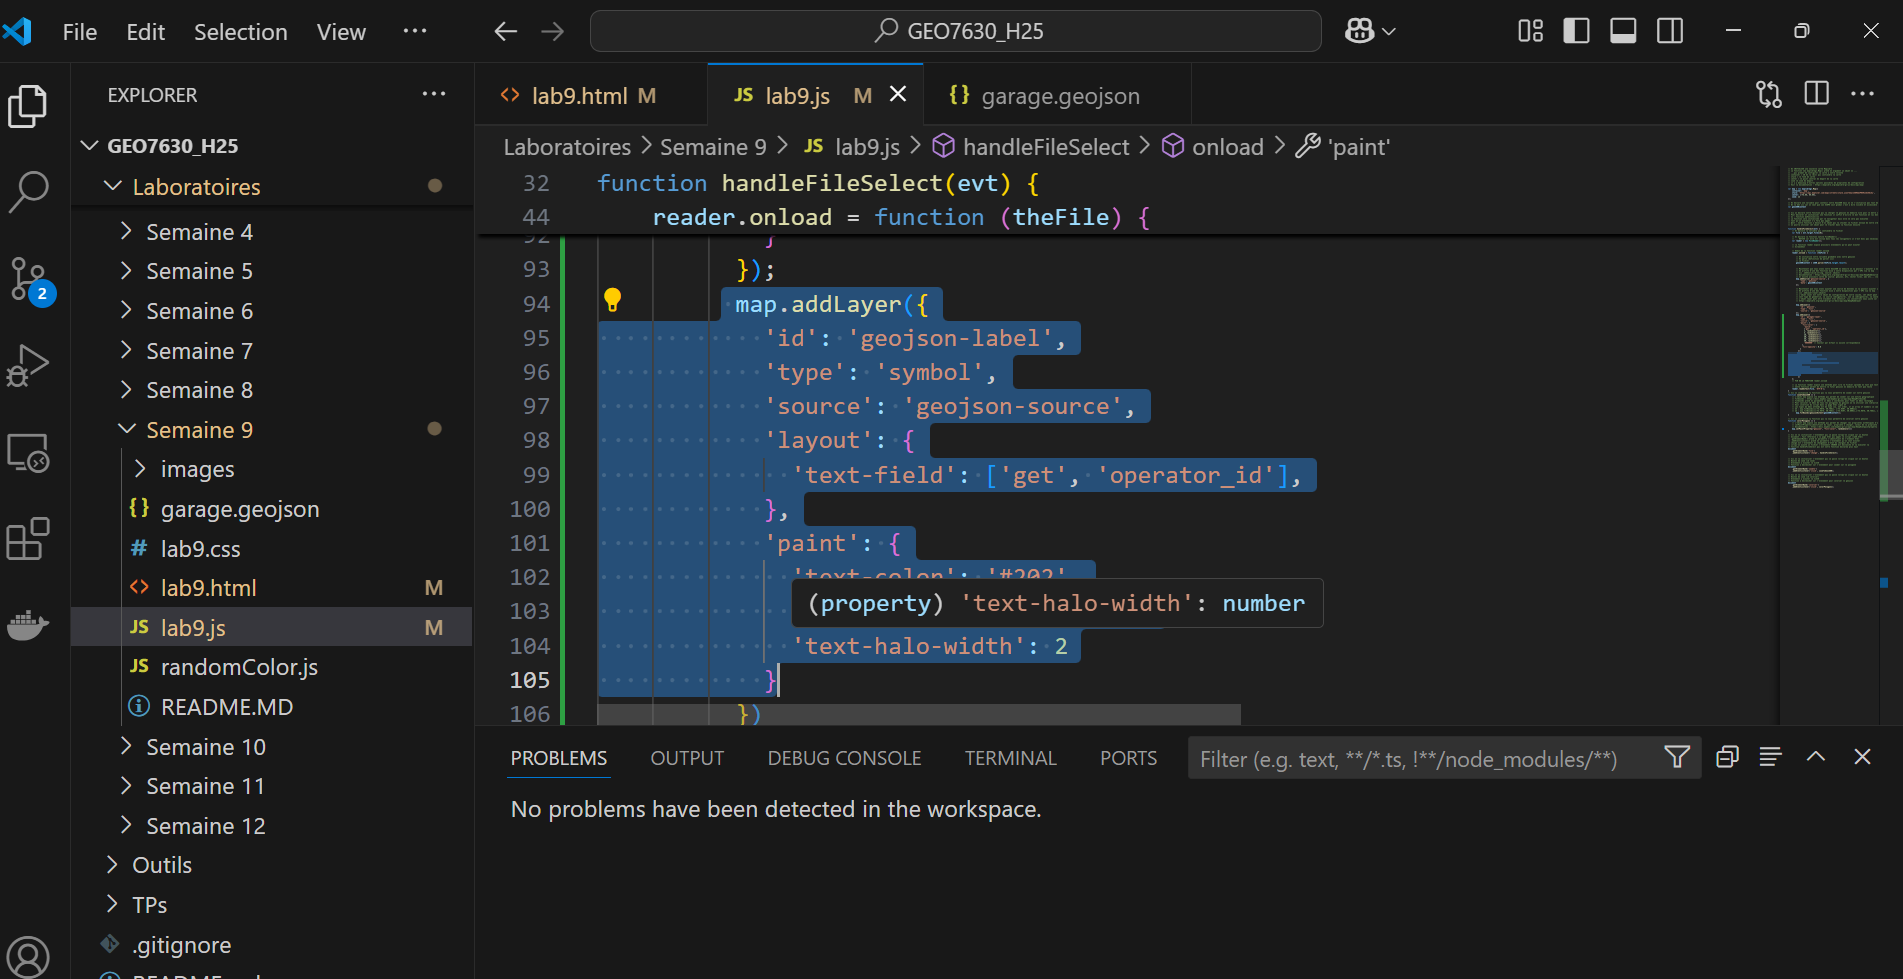 File Edit Selection View ··· GEO7630_H25
EXPLORER ···
GEO7630_H25
Laboratoires
Semaine 4
Semaine 5
Semaine 6
Semaine 7
Semaine 8
Semaine 9
images
{} garage.geojson
# lab9.css
<> lab9.html M
JS lab9.js M
JS randomColor.js
README.MD
Semaine 10
Semaine 11
Semaine 12
Outils
TPs
.gitignore
2
<> lab9.html M JS lab9.js M {} garage.geojson
Laboratoires > Semaine 9 > JS lab9.js > handleFileSelect > onload > 'paint'
32 function handleFileSelect(evt) {
44 reader.onload = function (theFile) {
92 }
93 });
94 map.addLayer({
95 'id': 'geojson-label',
96 'type': 'symbol',
97 'source': 'geojson-source',
98 'layout': {
99 'text-field': ['get', 'operator_id'],
100 },
101 'paint': {
102 'text-color': '#202',
103
(property) 'text-halo-width': number
104 'text-halo-width': 2
105 }
106 })
PROBLEMS OUTPUT DEBUG CONSOLE TERMINAL PORTS Filter (e.g. text, **/*.ts, !**/node_modules/**)
No problems have been detected in the workspace.